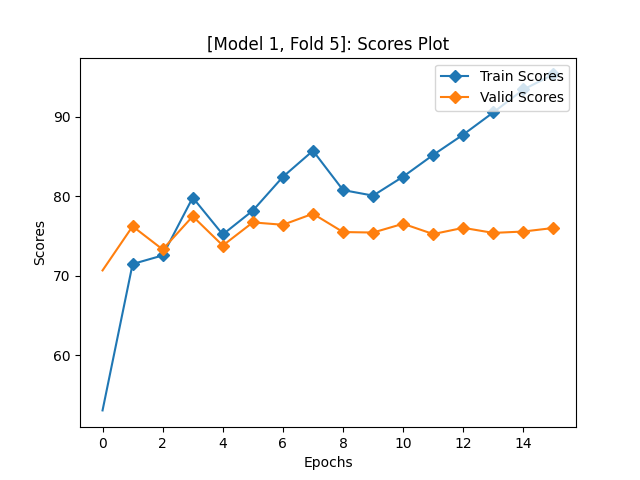 [Model 1, Fold 5]: Scores Plot
Train Scores
Valid Scores
90
80
70
60
Scores
0 2 4 6 8 10 12 14
Epochs